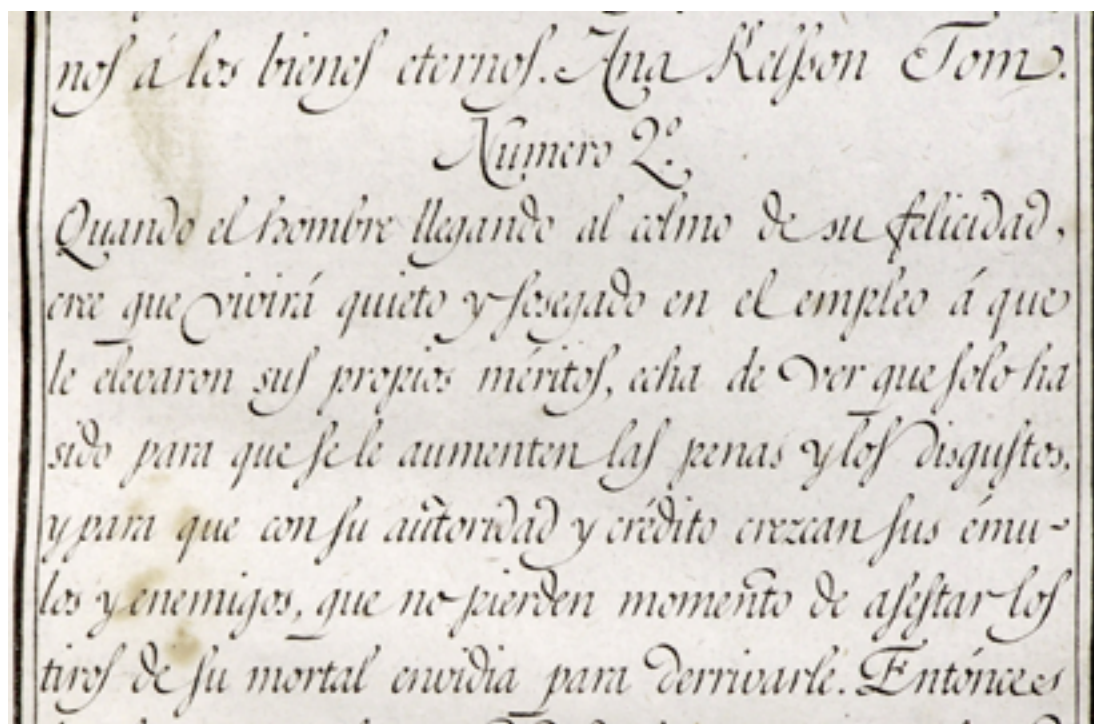 nos á los bienes eternos. Ana Kelsson Tom.
Numero 2º.
Quando el hombre llegando al colmo de su felicidad,
cree que vivirá quieto y sosegado en el empleo á que
le elevaron sus propios méritos, echa de ver que solo ha
sido para que se le aumenten las penas y los disgustos,
y para que con su autoridad y crédito crezcan sus ému-
los y enemigos, que no pierden momento de asestar los
tiros de su mortal envidia para derrivarle. Entónces